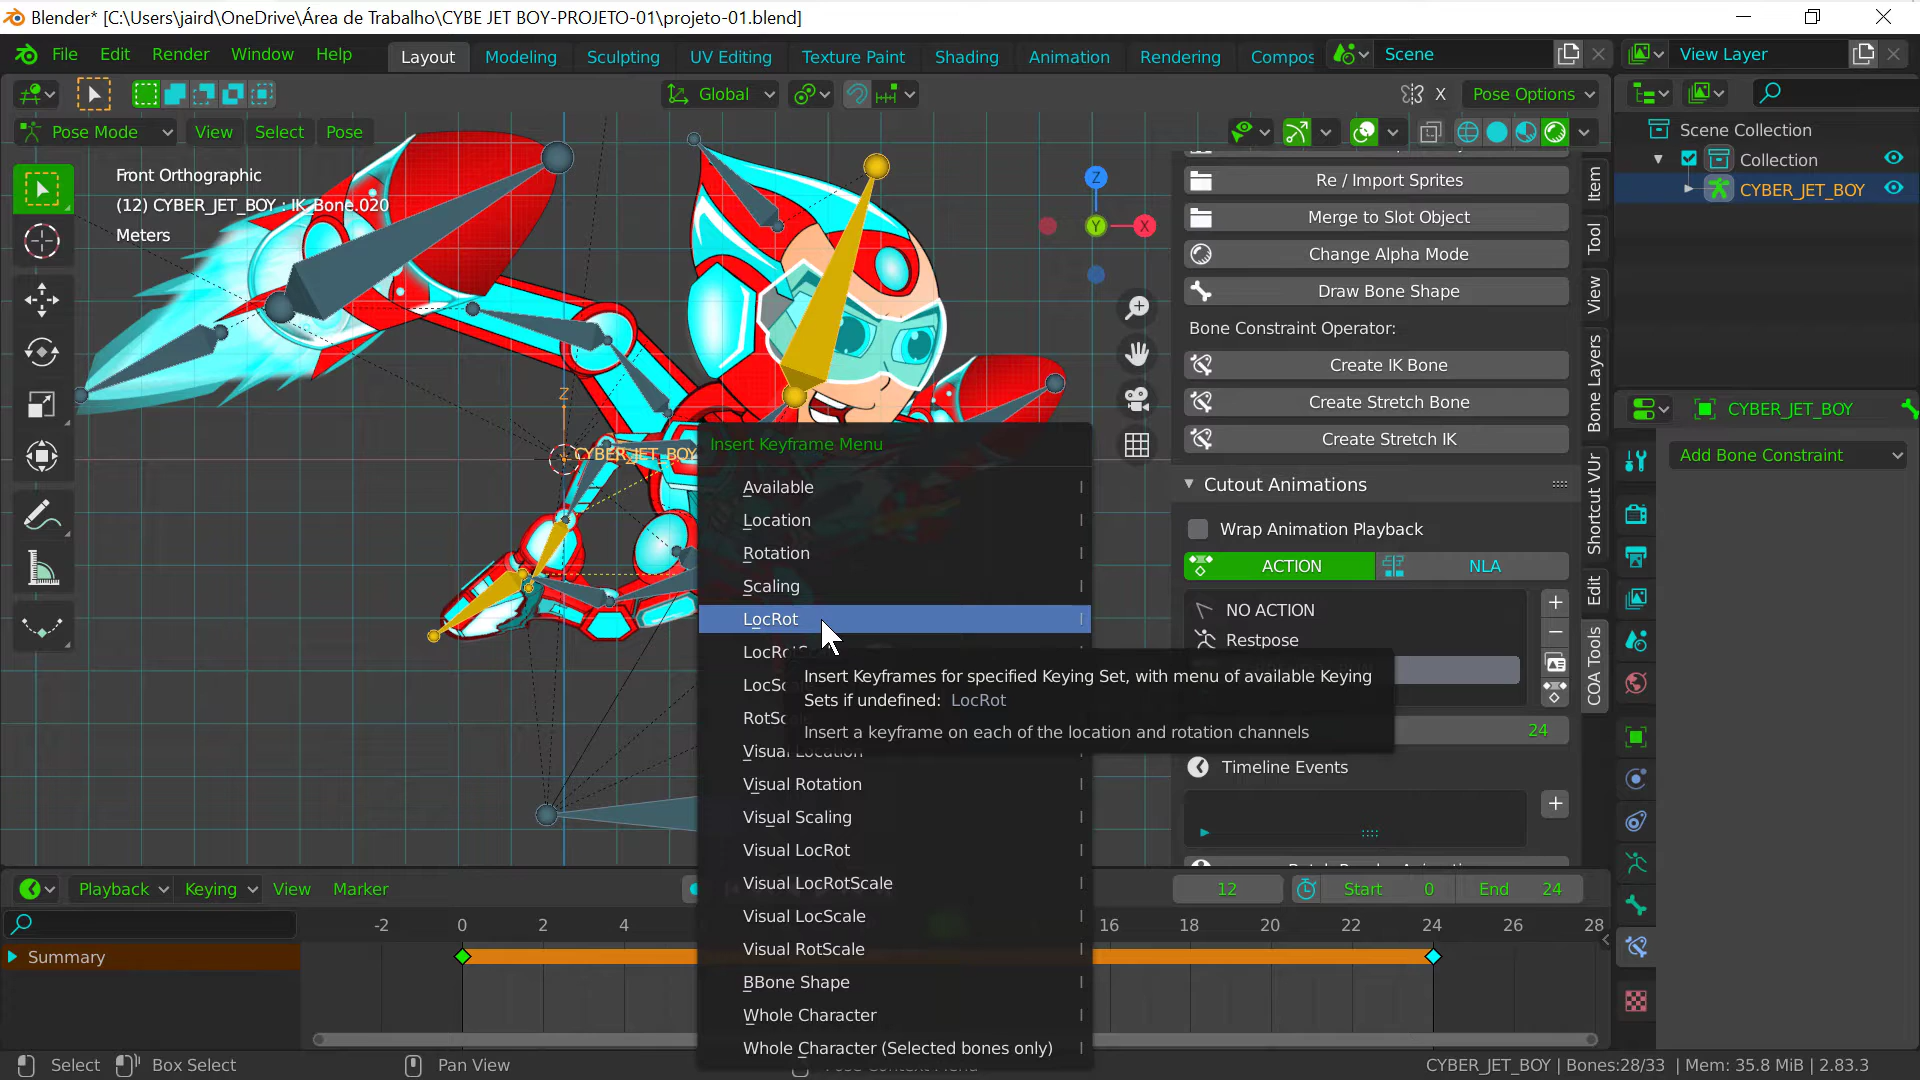 Blender* [C:\Users\jaird\OneDrive\Área de Trabalho\CYBE JET BOY-PROJETO-01\projeto-01.blend]
File Edit Render Window Help
Layout Modeling Sculpting UV Editing Texture Paint Shading Animation Rendering Compos
Scene
View Layer
Global
X
Pose Options
Pose Mode View Select Pose
Front Orthographic
(12) CYBER_JET_BOY : IK_Bone.020
Meters
Z
Y
X
Z
CYBER_JET_BOY
Insert Keyframe Menu
Available I
Location I
Rotation I
Scaling I
LocRot I
LocRotS
LocSca
RotSca
Visual Location
Visual Rotation I
Visual Scaling I
Visual LocRot I
Visual LocRotScale I
Visual LocScale I
Visual RotScale I
BBone Shape I
Whole Character I
Whole Character (Selected bones only) I
Insert Keyframes for specified Keying Set, with menu of available Keying
Sets if undefined: LocRot
Insert a keyframe on each of the location and rotation channels
Re / Import Sprites
Merge to Slot Object
Change Alpha Mode
Draw Bone Shape
Bone Constraint Operator:
Create IK Bone
Create Stretch Bone
Create Stretch IK
Cutout Animations
Wrap Animation Playback
ACTION NLA
NO ACTION
Restpose
24
Timeline Events
Item
Tool
View
Bone Layers
Shortcut VUr
Edit
COA Tools
Scene Collection
Collection
CYBER_JET_BOY
CYBER_JET_BOY
Add Bone Constraint
Playback Keying View Marker
12
Start 0
End 24
-2 0 2 4 16 18 20 22 24 26 28
Summary
Select Box Select Pan View
CYBER_JET_BOY | Bones:28/33 | Mem: 35.8 MiB | 2.83.3